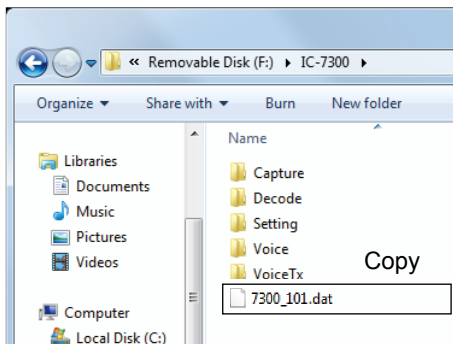 « Removable Disk (F:) ▸ IC-7300 ▸
Organize ▾ Share with ▾ Burn New folder
Libraries
Documents
Music
Pictures
Videos
Computer
Local Disk (C:)
Name
Capture
Decode
Setting
Voice
VoiceTx
Copy
7300_101.dat